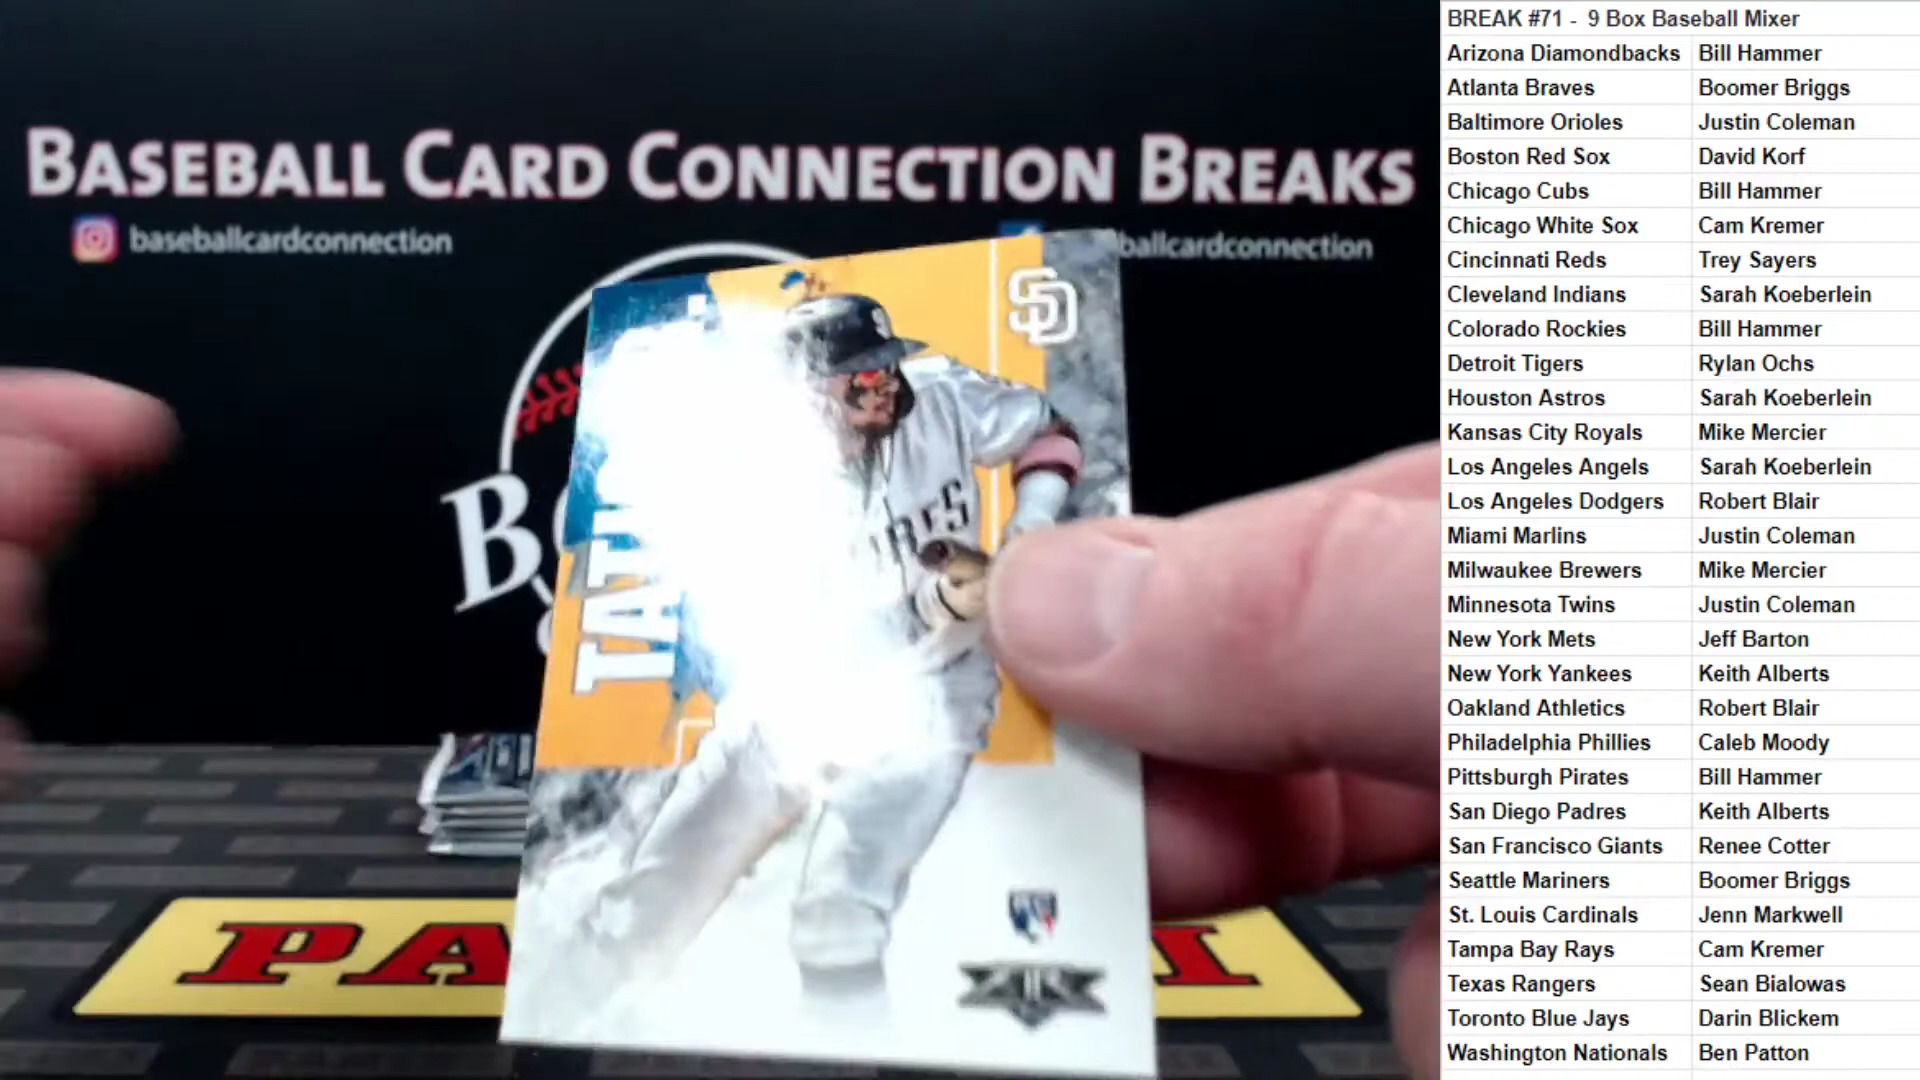 BASEBALL CARD CONNECTION BREAKS
baseballcardconnection
ballcardconnection
SD
BREAK #71 - 9 Box Baseball Mixer
Arizona Diamondbacks Bill Hammer
Atlanta Braves Boomer Briggs
Baltimore Orioles Justin Coleman
Boston Red Sox David Korf
Chicago Cubs Bill Hammer
Chicago White Sox Cam Kremer
Cincinnati Reds Trey Sayers
Cleveland Indians Sarah Koeberlein
Colorado Rockies Bill Hammer
Detroit Tigers Rylan Ochs
Houston Astros Sarah Koeberlein
Kansas City Royals Mike Mercier
Los Angeles Angels Sarah Koeberlein
Los Angeles Dodgers Robert Blair
Miami Marlins Justin Coleman
Milwaukee Brewers Mike Mercier
Minnesota Twins Justin Coleman
New York Mets Jeff Barton
New York Yankees Keith Alberts
Oakland Athletics Robert Blair
Philadelphia Phillies Caleb Moody
Pittsburgh Pirates Bill Hammer
San Diego Padres Keith Alberts
San Francisco Giants Renee Cotter
Seattle Mariners Boomer Briggs
St. Louis Cardinals Jenn Markwell
Tampa Bay Rays Cam Kremer
Texas Rangers Sean Bialowas
Toronto Blue Jays Darin Blickem
Washington Nationals Ben Patton